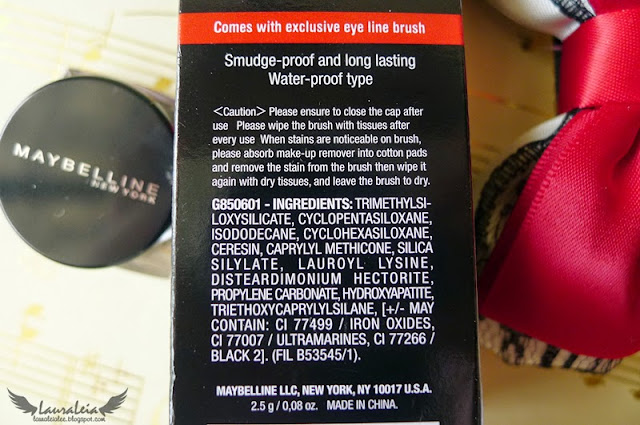 Comes with exclusive eye line brush
Smudge-proof and long lasting
Water-proof type
<Caution> Please ensure to close the cap after
use Please wipe the brush with tissues after
every use When stains are noticeable on brush,
please absorb make-up remover into cotton pads
and remove the stain from the brush then wipe it
again with dry tissues, and leave the brush to dry.
G850601 - INGREDIENTS: TRIMETHYLSI-
LOXYSILICATE, CYCLOPENTASILOXANE,
ISODODECANE, CYCLOHEXASILOXANE,
CERESIN, CAPRYLYL METHICONE, SILICA
SILYLATE, LAUROYL LYSINE,
DISTEARDIMONIUM HECTORITE,
PROPYLENE CARBONATE, HYDROXYAPATITE,
TRIETHOXYCAPRYLYLSILANE, [+/- MAY
CONTAIN: CI 77499 / IRON OXIDES,
CI 77007 / ULTRAMARINES, CI 77266 /
BLACK 2]. (FIL B53545/1).
MAYBELLINE LLC, NEW YORK, NY 10017 U.S.A.
2.5 g / 0,08 oz. MADE IN CHINA.
MAYBELLINE
NEW YORK
Lauraleia
lauraleialee.blogspot.com